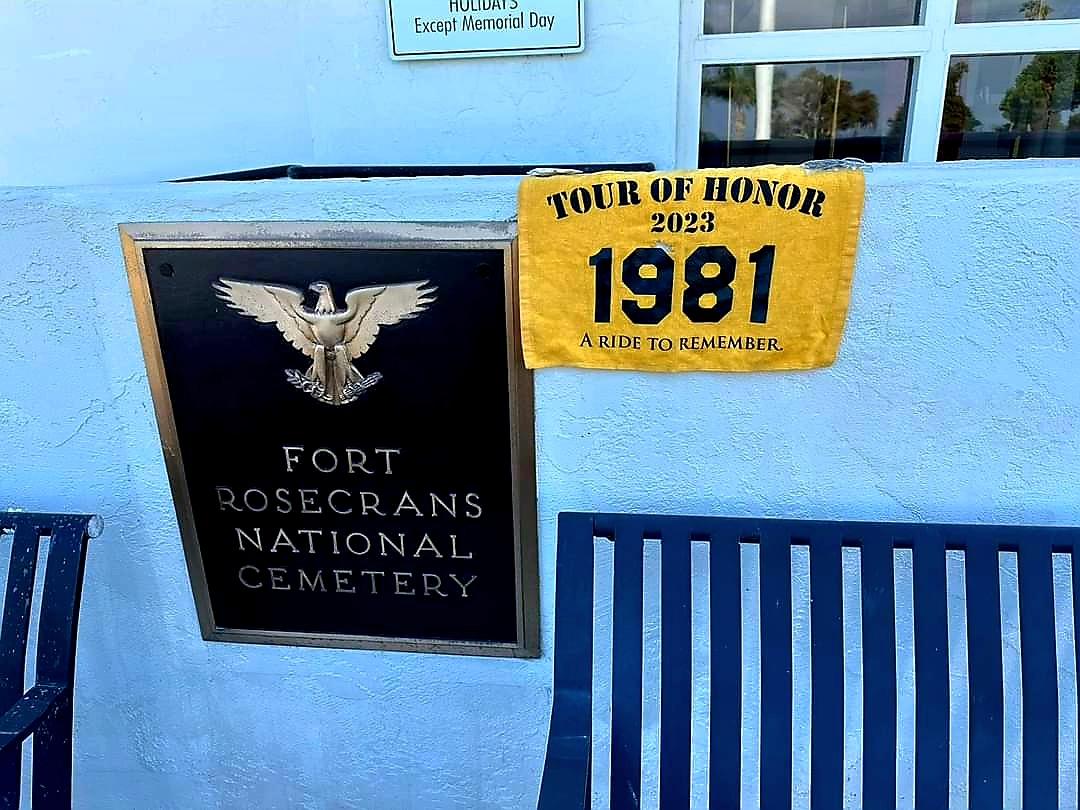 HOLIDAYS
Except Memorial Day
TOUR OF HONOR
2023
1981
A RIDE TO REMEMBER.
FORT
ROSECRANS
NATIONAL
CEMETERY